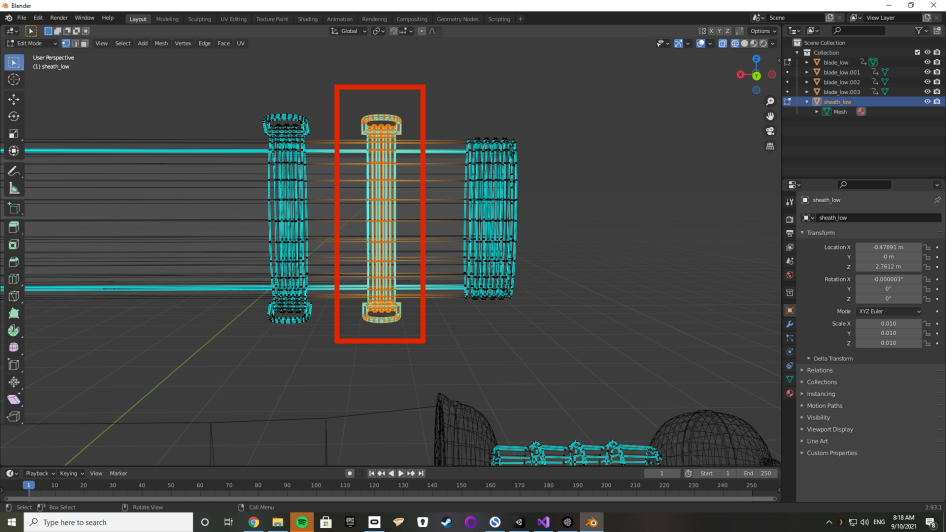 Blender
File Edit Render Window Help Layout Modeling Sculpting UV Editing Texture Paint Shading Animation Rendering Compositing Geometry Nodes Scripting + Scene View Layer
Global X Y Z Options
Edit Mode View Select Add Mesh Vertex Edge Face UV
User Perspective
(1) sheath_low
X
Y
Z
Scene Collection
Collection
blade_low
blade_low.001
blade_low.002
blade_low.003
sheath_low
Mesh
sheath_low
sheath_low
Transform
Location X -0.47891 m
Y -0 m
Z 2.7612 m
Rotation X -0.000003°
Y 0°
Z 0°
Mode XYZ Euler
Scale X 0.010
Y 0.010
Z 0.010
Delta Transform
Relations
Collections
Instancing
Motion Paths
Visibility
Viewport Display
Line Art
Custom Properties
Playback Keying View Marker 1 Start 1 End 250
1 10 20 30 40 50 60 70 80 90 100 110 120 130 140 150 160 170 180 190 200 210 220 230 240 250
Select Box Select Rotate View Call Menu 2.93.1
Type here to search
8:18 AM
9/10/2021